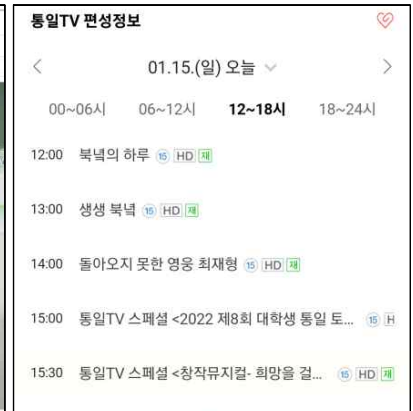 통일TV 편성정보
01.15.(일) 오늘
00~06시 06~12시 12~18시 18~24시
12:00 북녘의 하루 15 HD 재
13:00 생생 북녘 15 HD 재
14:00 돌아오지 못한 영웅 최재형 15 HD 재
15:00 통일TV 스페셜 <2022 제8회 대학생 통일 토... 15 H
15:30 통일TV 스페셜 <창작뮤지컬- 희망을 걸... 15 HD 재